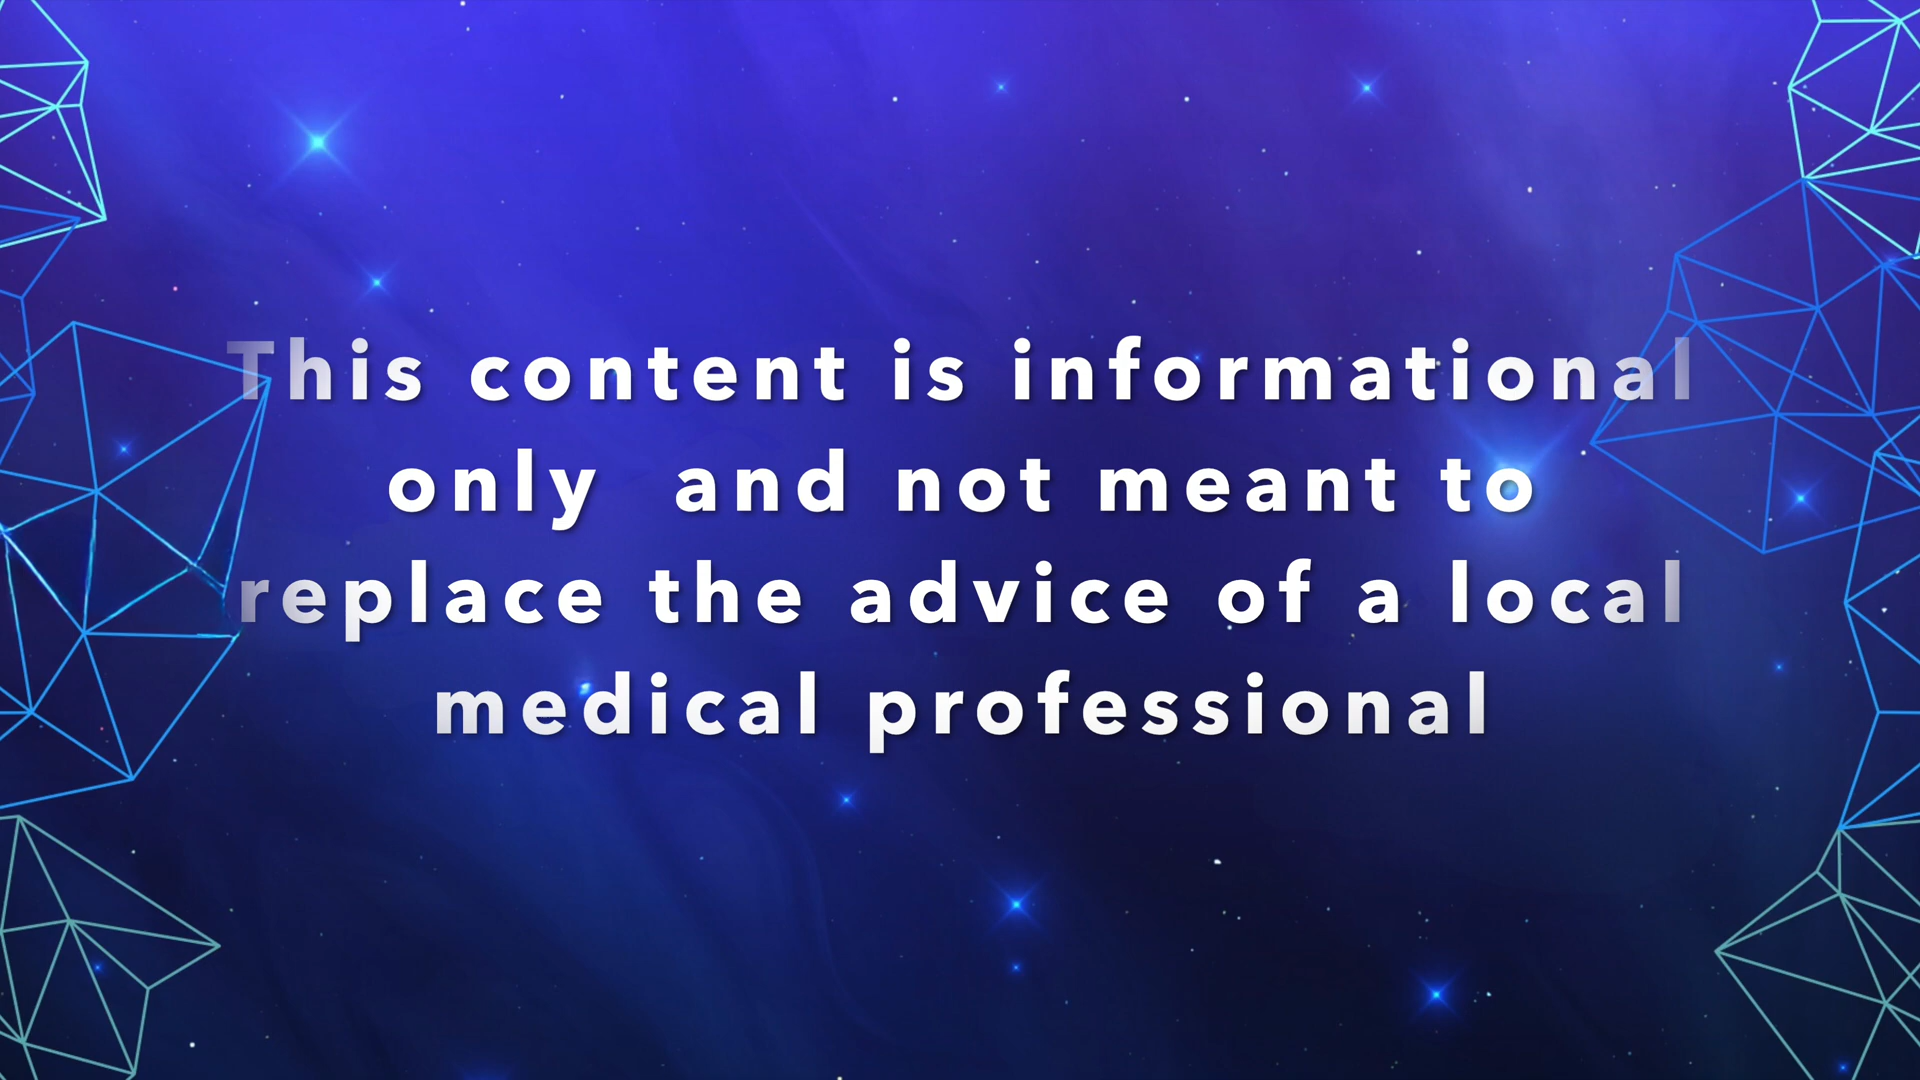 This content is informational
only and not meant to
replace the advice of a local
medical professional